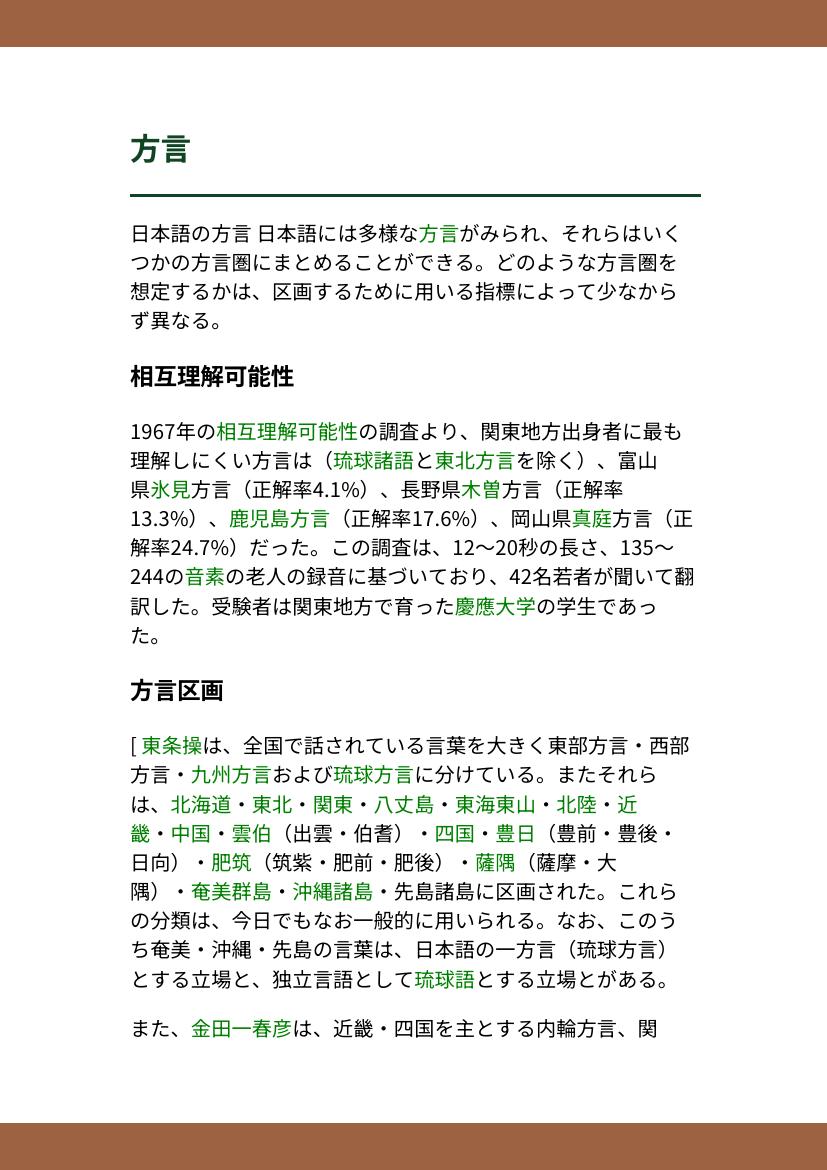 方言
日本語の方言 日本語には多様な方言がみられ、それらはいく
つかの方言圏にまとめることができる。どのような方言圏を
想定するかは、区画するために用いる指標によって少なから
ず異なる。
相互理解可能性
1967年の相互理解可能性の調査より、関東地方出身者に最も
理解しにくい方言は（琉球諸語と東北方言を除く）、富山
県氷見方言（正解率4.1%）、長野県木曽方言（正解率
13.3%）、鹿児島方言（正解率17.6%）、岡山県真庭方言（正
解率24.7%）だった。この調査は、12〜20秒の長さ、135〜
244の音素の老人の録音に基づいており、42名若者が聞いて翻
訳した。受験者は関東地方で育った慶應大学の学生であっ
た。
方言区画
[ 東条操は、全国で話されている言葉を大きく東部方言・西部
方言・九州方言および琉球方言に分けている。またそれら
は、北海道・東北・関東・八丈島・東海東山・北陸・近
畿・中国・雲伯（出雲・伯耆）・四国・豊日（豊前・豊後・
日向）・肥筑（筑紫・肥前・肥後）・薩隅（薩摩・大
隅）・奄美群島・沖縄諸島・先島諸島に区画された。これら
の分類は、今日でもなお一般的に用いられる。なお、このう
ち奄美・沖縄・先島の言葉は、日本語の一方言（琉球方言）
とする立場と、独立言語として琉球語とする立場とがある。
また、金田一春彦は、近畿・四国を主とする内輪方言、関